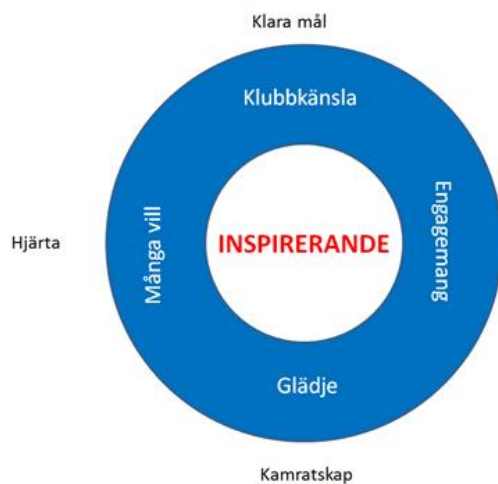 Klara mål
Klubbkänsla
Engagemang
Många vill
Hjärta
INSPIRERANDE
Glädje
Kamratskap